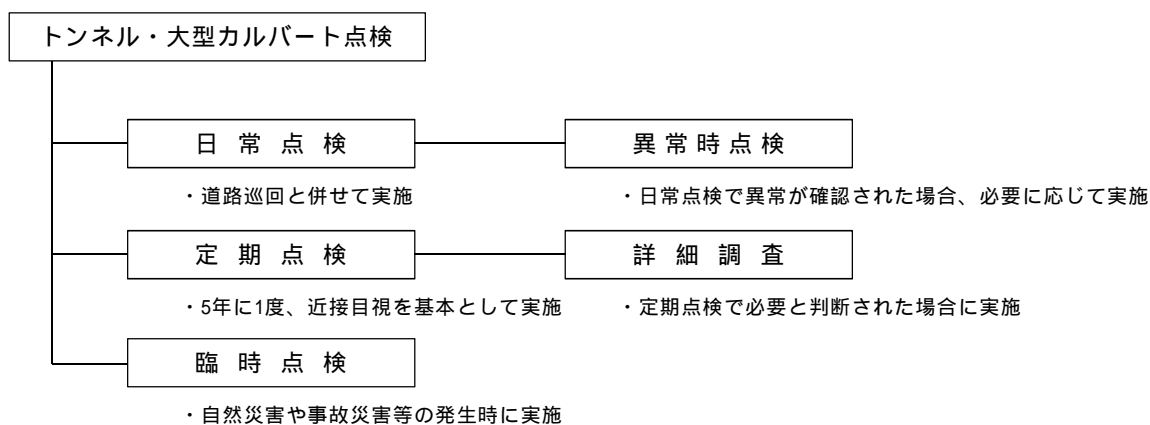 トンネル・大型カルバート点検
日常点検
異常時点検
・道路巡回と併せて実施
・日常点検で異常が確認された場合、必要に応じて実施
定期点検
詳細調査
・5年に1度、近接目視を基本として実施
・定期点検で必要と判断された場合に実施
臨時点検
・自然災害や事故災害等の発生時に実施